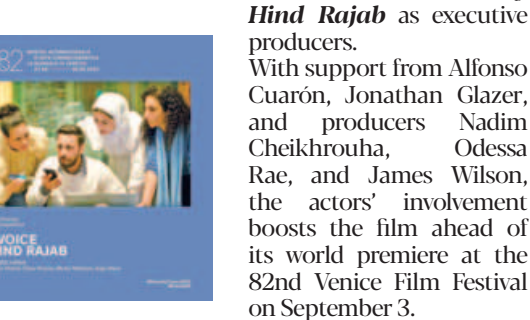 Hind Rajab as executive
producers.
With support from Alfonso
Cuarón, Jonathan Glazer,
and producers Nadim
Cheikhrouha, Odessa
Rae, and James Wilson,
the actors' involvement
boosts the film ahead of
its world premiere at the
82nd Venice Film Festival
on September 3.
82
VOICE
IND RAJAB